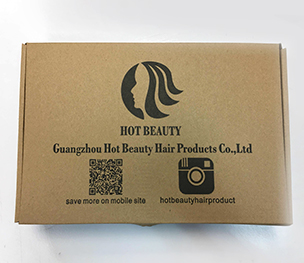 HOT BEAUTY
Guangzhou Hot Beauty Hair Products Co.,Ltd
save more on mobile site
hotbeautyhairproduct